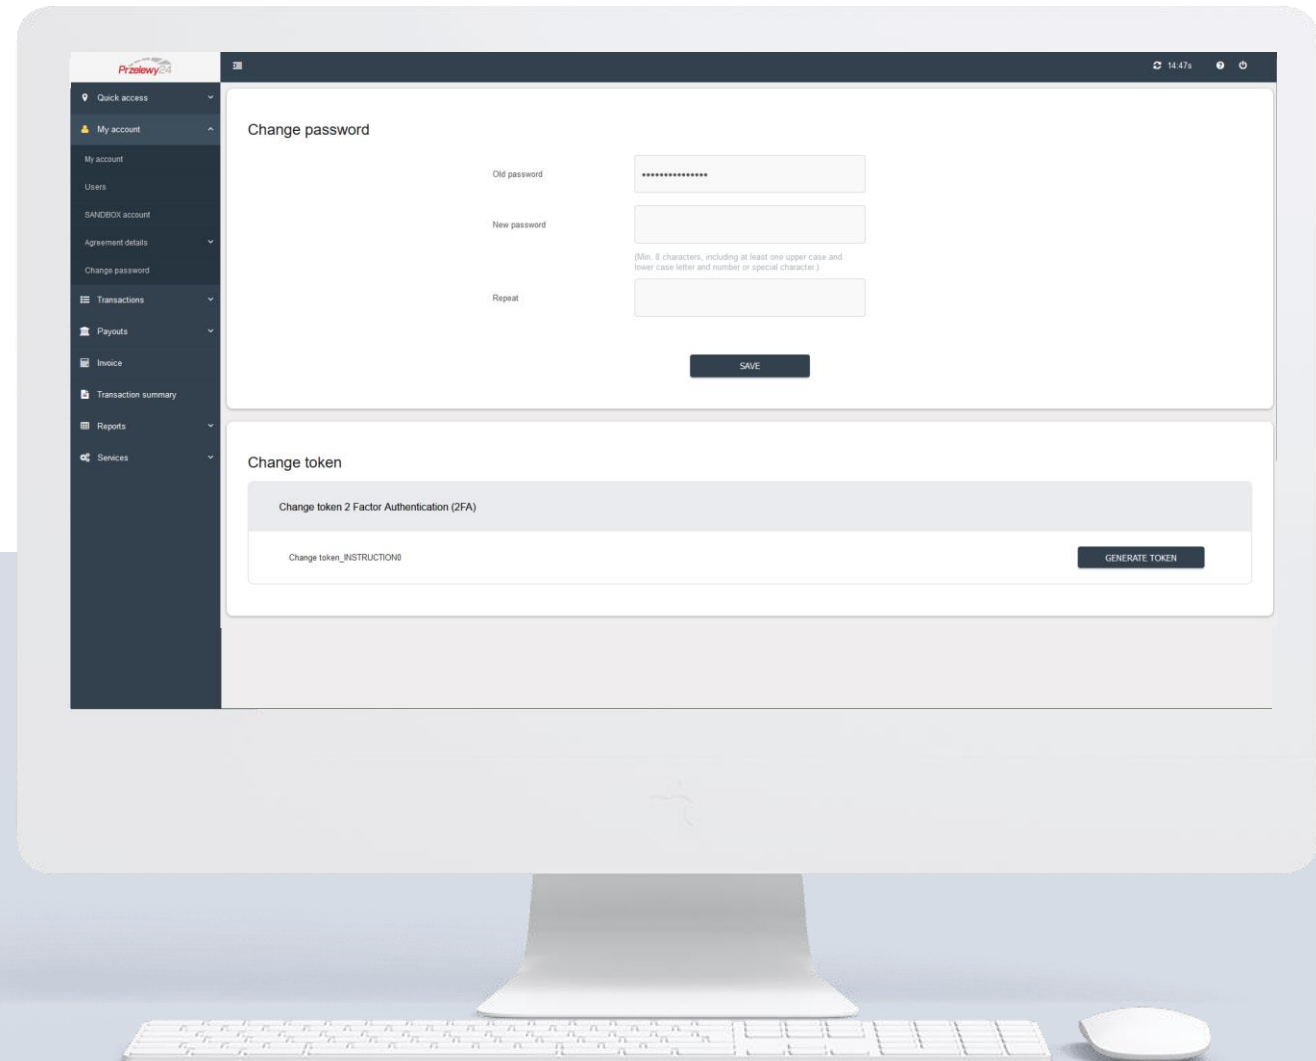 Przelewy24
14:47s
Quick access
My account
My account
Users
SANDBOX account
Agreement details
Change password
Transactions
Payouts
Invoice
Transaction summary
Reports
Services
Change password
Old password
New password
(Min. 8 characters, including at least one upper case and
lower case letter and number or special character.)
Repeat
SAVE
Change token
Change token 2 Factor Authentication (2FA)
Change token_INSTRUCTION0
GENERATE TOKEN